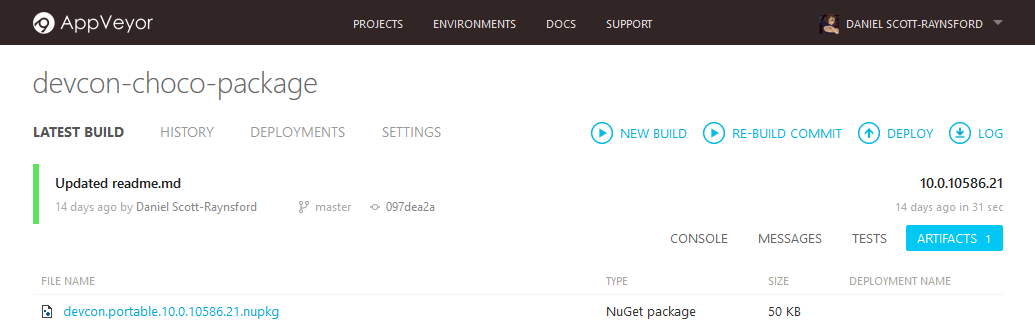 AppVeyor PROJECTS ENVIRONMENTS DOCS SUPPORT DANIEL SCOTT-RAYNSFORD
devcon-choco-package
LATEST BUILD HISTORY DEPLOYMENTS SETTINGS NEW BUILD RE-BUILD COMMIT DEPLOY LOG
Updated readme.md 10.0.10586.21
14 days ago by Daniel Scott-Raynsford master 097dea2a 14 days ago in 31 sec
CONSOLE MESSAGES TESTS ARTIFACTS 1
FILE NAME TYPE SIZE DEPLOYMENT NAME
devcon.portable.10.0.10586.21.nupkg NuGet package 50 KB